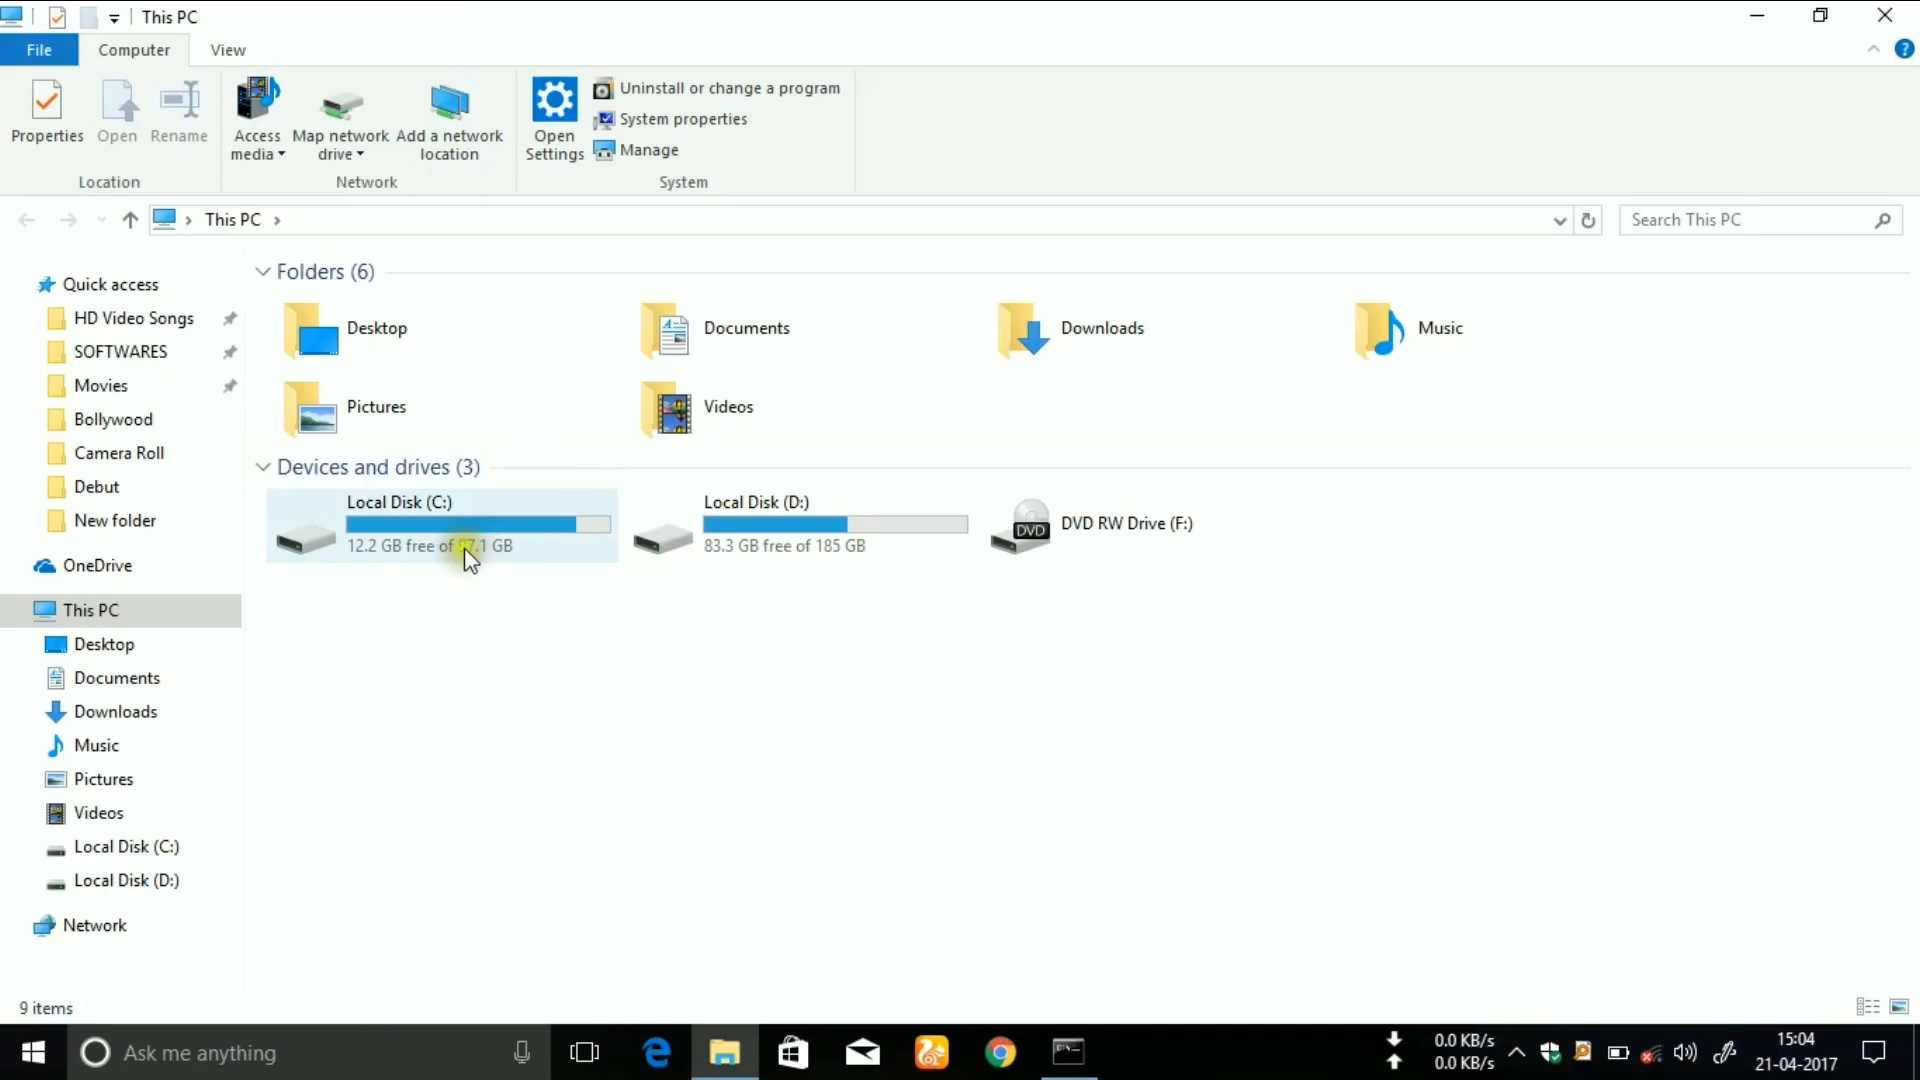 This PC
File
Computer
View
Properties
Open
Rename
Access
media
Map network
drive
Add a network
location
Open
Settings
Uninstall or change a program
System properties
Manage
Location
Network
System
This PC
Search This PC
Quick access
HD Video Songs
SOFTWARES
Movies
Bollywood
Camera Roll
Debut
New folder
OneDrive
This PC
Desktop
Documents
Downloads
Music
Pictures
Videos
Local Disk (C:)
Local Disk (D:)
Network
Folders (6)
Desktop
Documents
Downloads
Music
Pictures
Videos
Devices and drives (3)
Local Disk (C:)
12.2 GB free of 97.1 GB
Local Disk (D:)
83.3 GB free of 185 GB
DVD
DVD RW Drive (F:)
9 items
Ask me anything
0.0 KB/s
0.0 KB/s
15:04
21-04-2017